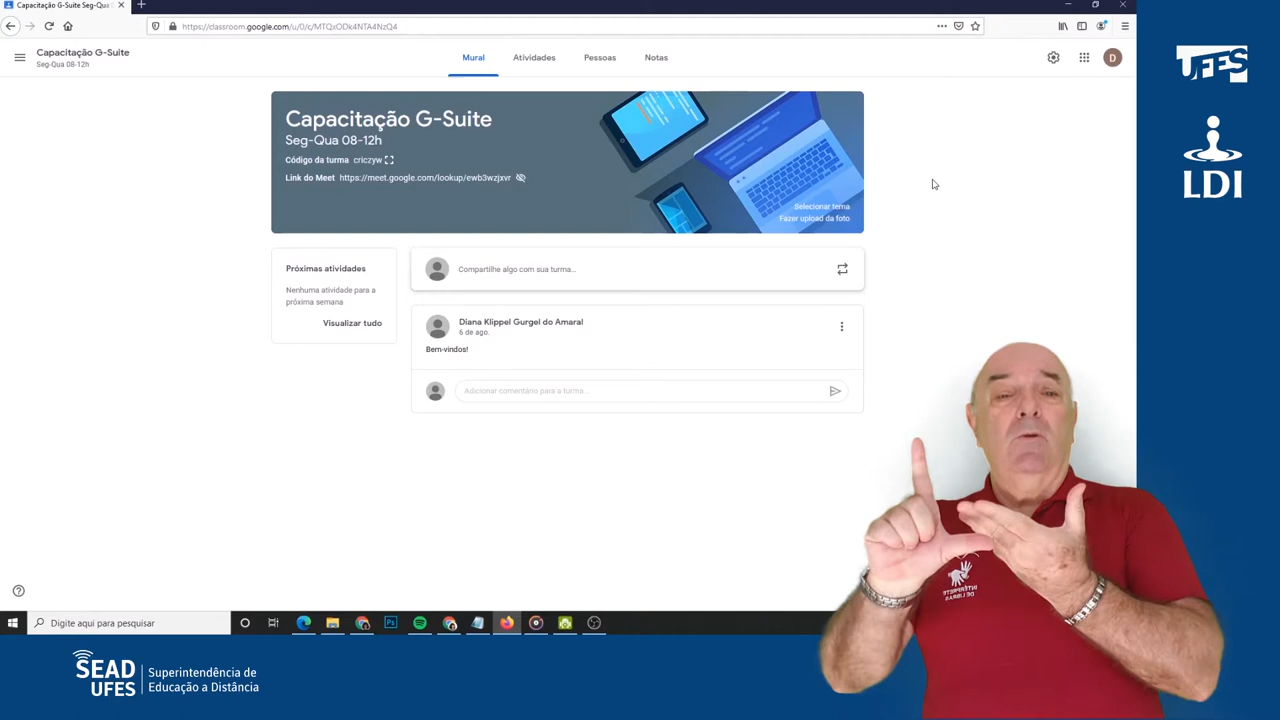 Capacitação G-Suite Seg-Qua
https://classroom.google.com/u/0/c/MTQxODk4NTA4NzQ4
Capacitação G-Suite
Seg-Qua 08-12h
Mural
Atividades
Pessoas
Notas
D
Capacitação G-Suite
Seg-Qua 08-12h
Código da turma criczyw
Link do Meet https://meet.google.com/lookup/ewb3wzjxvr
Selecionar tema
Fazer upload da foto
Próximas atividades
Nenhuma atividade para a
próxima semana
Visualizar tudo
Compartilhe algo com sua turma...
Diana Klippel Gurgel do Amaral
6 de ago.
Bem-vindos!
Adicionar comentário para a turma...
Digite aqui para pesquisar
Ps
UFES
LDI
INTÉRPRETE
DE LIBRAS
SEAD
UFES
Superintendência de
Educação a Distância